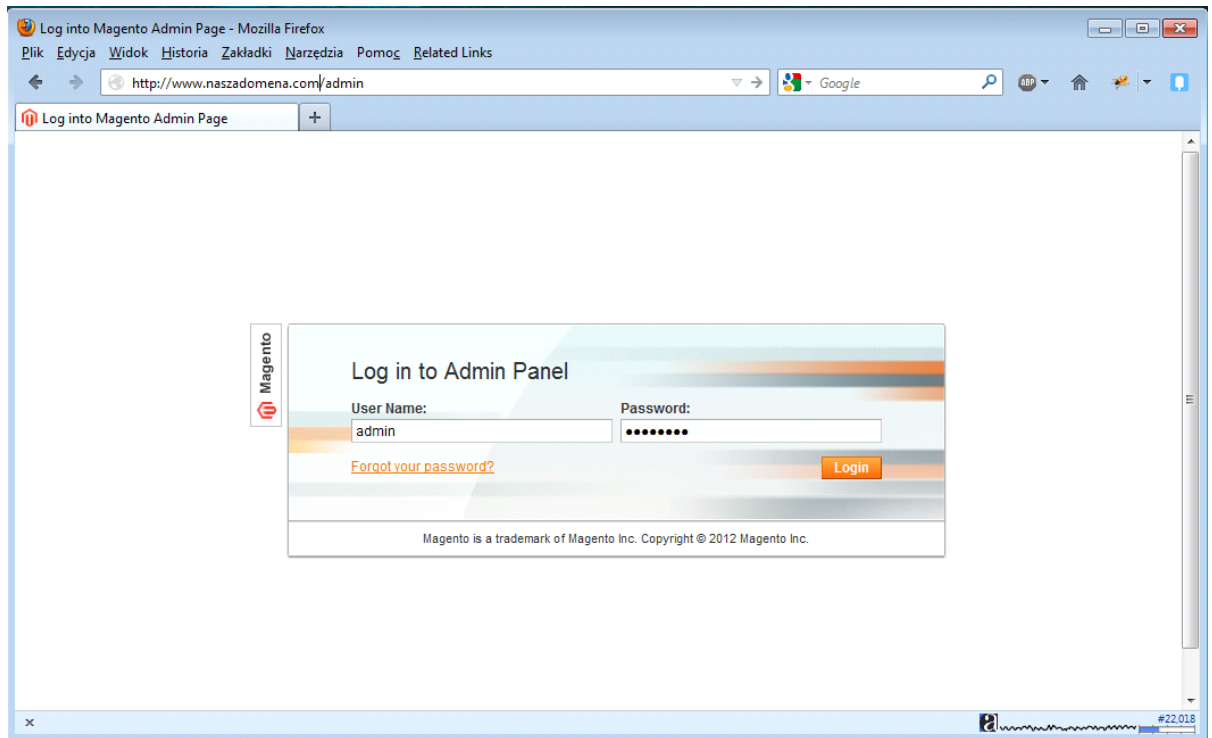 Log into Magento Admin Page - Mozilla Firefox
Plik Edycja Widok Historia Zakładki Narzędzia Pomoc Related Links
http://www.naszadomena.com/admin
Google
ABP
Log into Magento Admin Page
Magento
Log in to Admin Panel
User Name: Password:
admin ••••••••
Forgot your password? Login
Magento is a trademark of Magento Inc. Copyright © 2012 Magento Inc.
a #22,018